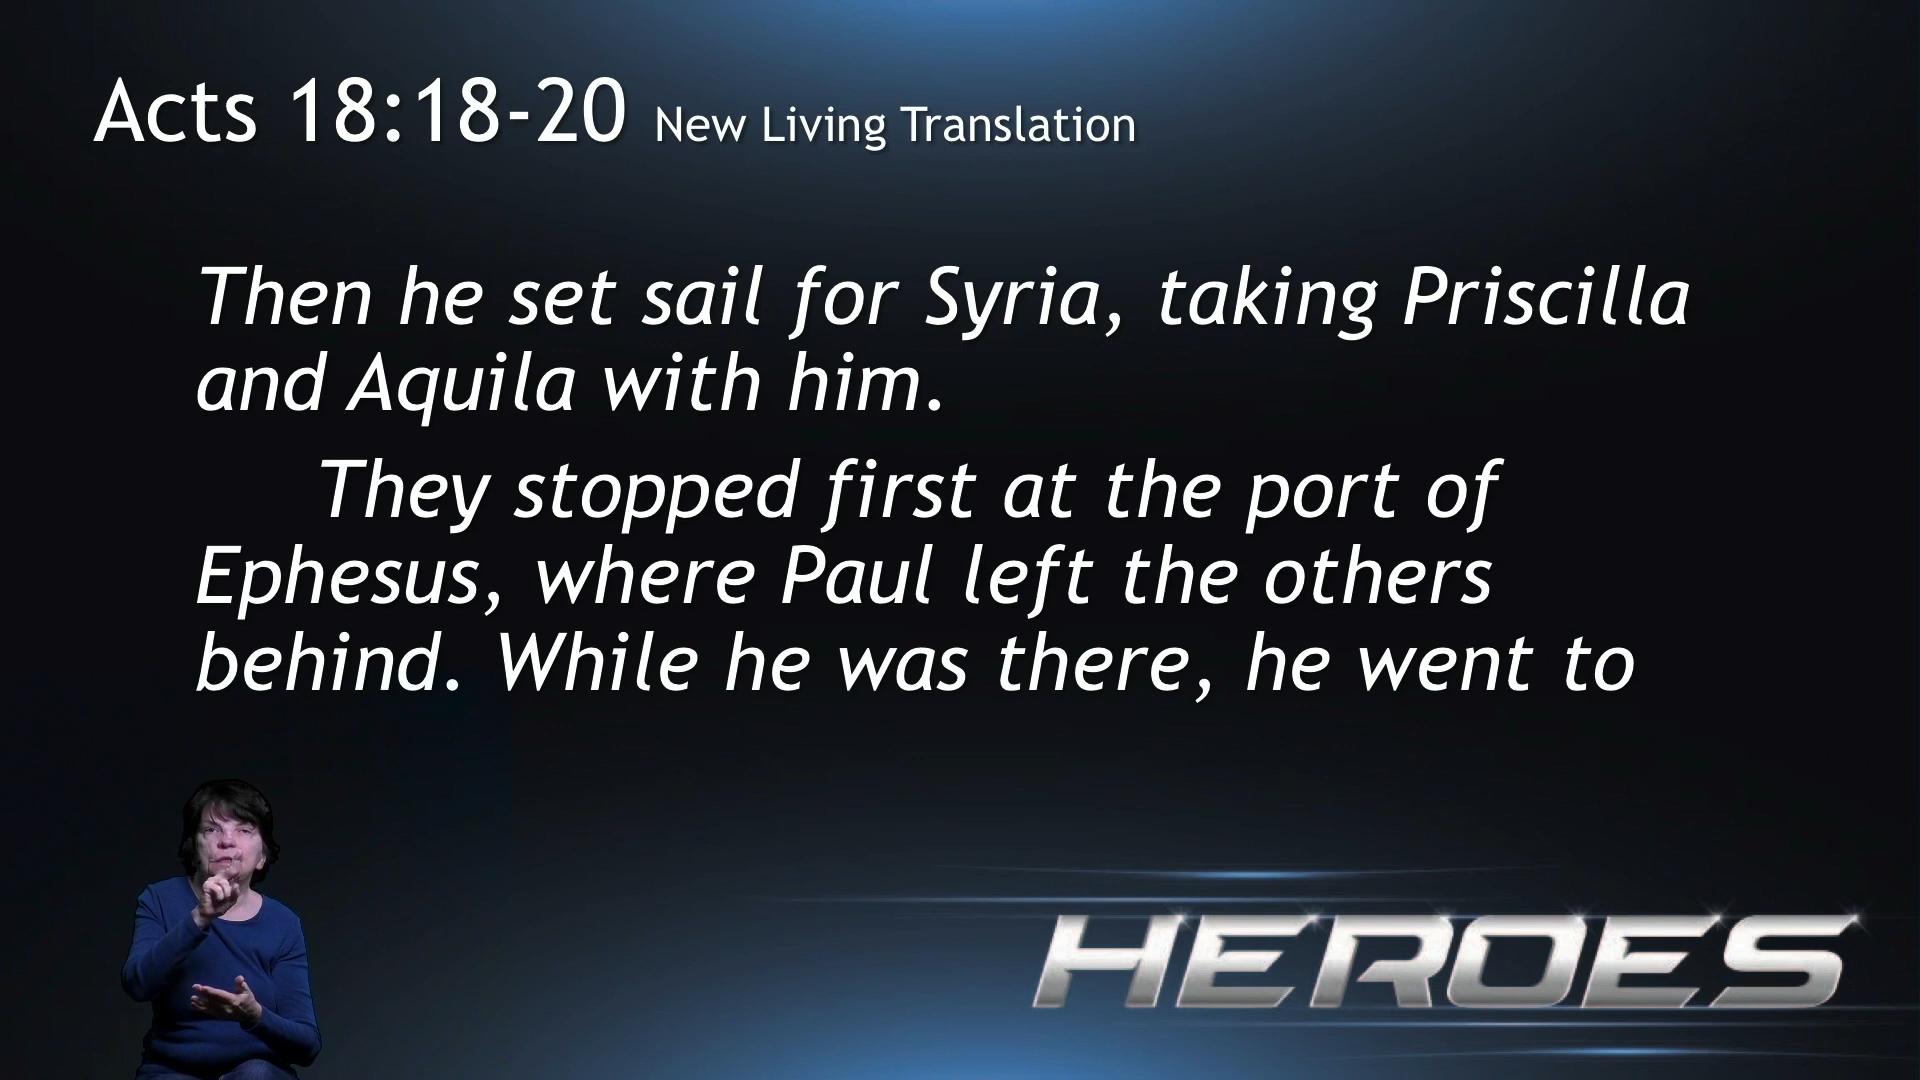 Acts 18:18-20 New Living Translation
Then he set sail for Syria, taking Priscilla
and Aquila with him.
They stopped first at the port of
Ephesus, where Paul left the others
behind. While he was there, he went to
HEROES